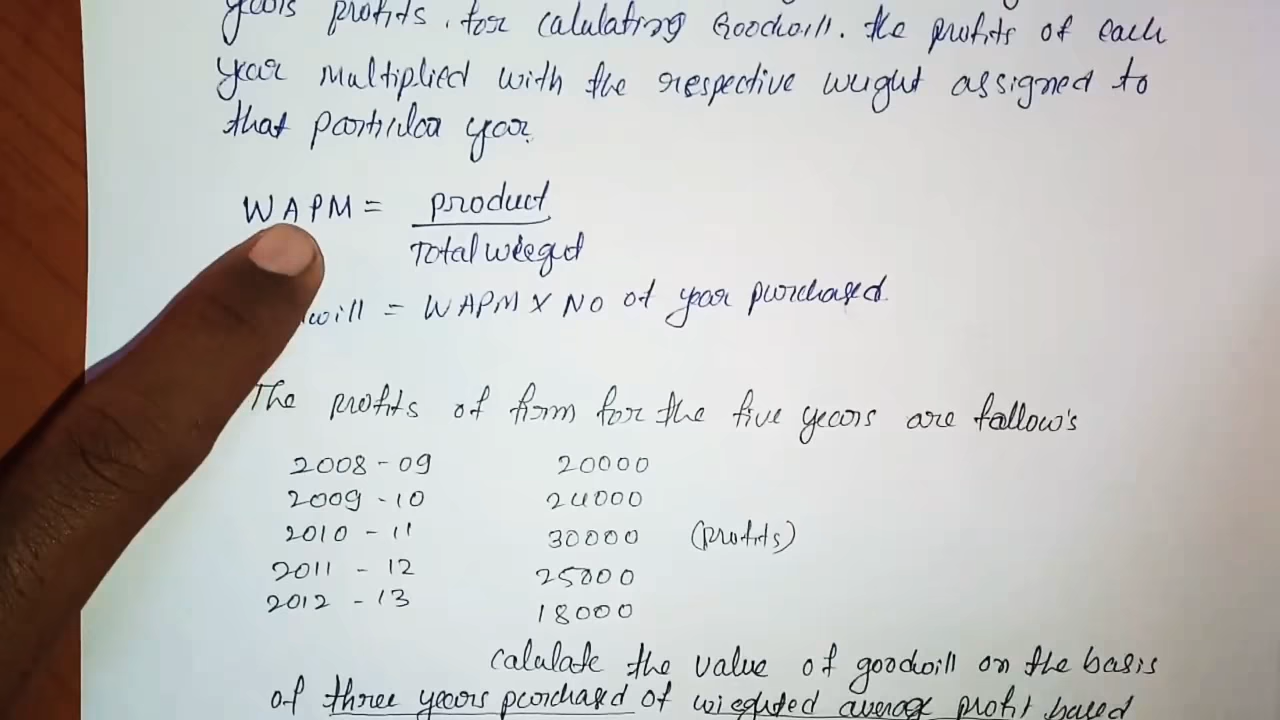 years profits. for calulating Goodwill. the profits of each
year multiplied with the respective weight assigned to
that particular year.
WAPM = product
Total wieegd
will = WAPM X NO of year purchased.
The profits of firm for the five years are fallow's
2008 - 09 20000
2009 - 10 24000
2010 - 11 30000 (profits)
2011 - 12 25000
2012 - 13 18000
calulate the value of goodwill on the basis
of three years purchased of wieghted average profit based